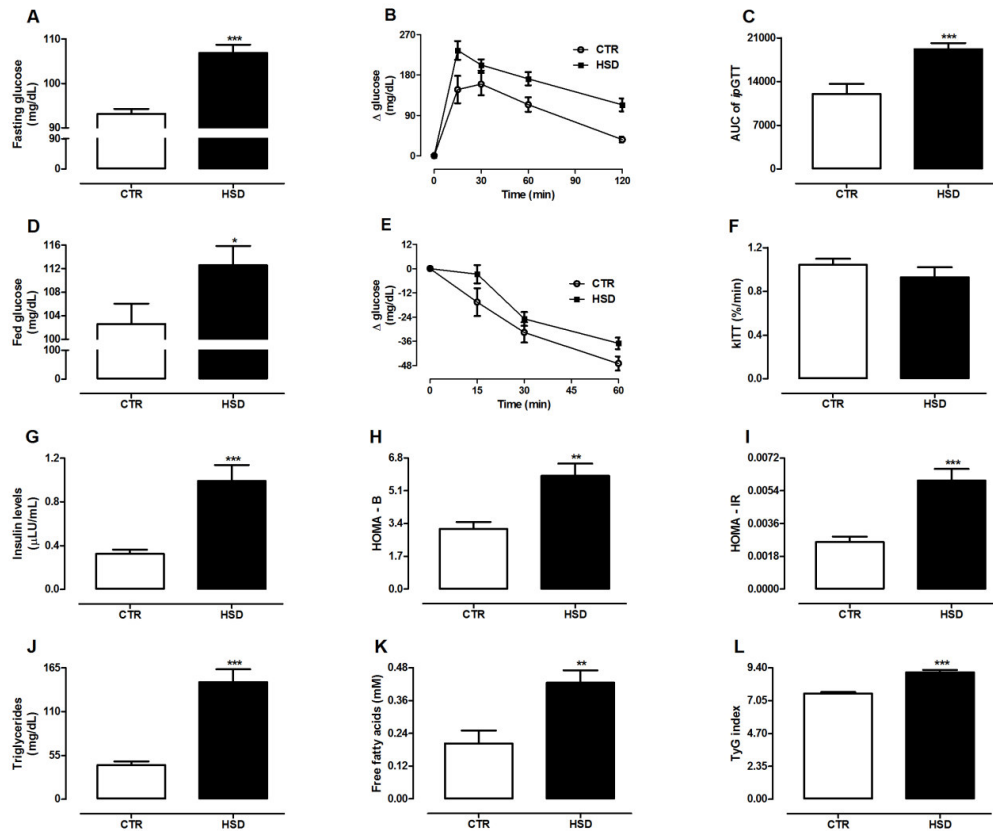 A
Fasting glucose
(mg/dL)
110
100
90
90
0
***
CTR
HSD
B
Δ glucose
(mg/dL)
270
180
90
0
CTR
HSD
0
30
60
90
120
Time (min)
C
AUC of ipGTT
21000
14000
7000
0
***
CTR
HSD
D
Fed glucose
(mg/dL)
116
112
108
104
100
100
0
*
CTR
HSD
E
Δ glucose
(mg/dL)
12
0
-12
-24
-36
-48
CTR
HSD
0
15
30
45
60
Time (min)
F
kITT (%/min)
1.2
0.8
0.4
0.0
CTR
HSD
G
Insulin levels
(µLU/mL)
1.2
0.8
0.4
0.0
***
CTR
HSD
H
HOMA - B
6.8
5.1
3.4
1.7
0.0
**
CTR
HSD
I
HOMA - IR
0.0072
0.0054
0.0036
0.0018
0.0000
***
CTR
HSD
J
Triglycerides
(mg/dL)
165
110
55
0
***
CTR
HSD
K
Free fatty acids (mM)
0.48
0.36
0.24
0.12
0.00
**
CTR
HSD
L
TyG index
9.40
7.05
4.70
2.35
0.00
***
CTR
HSD